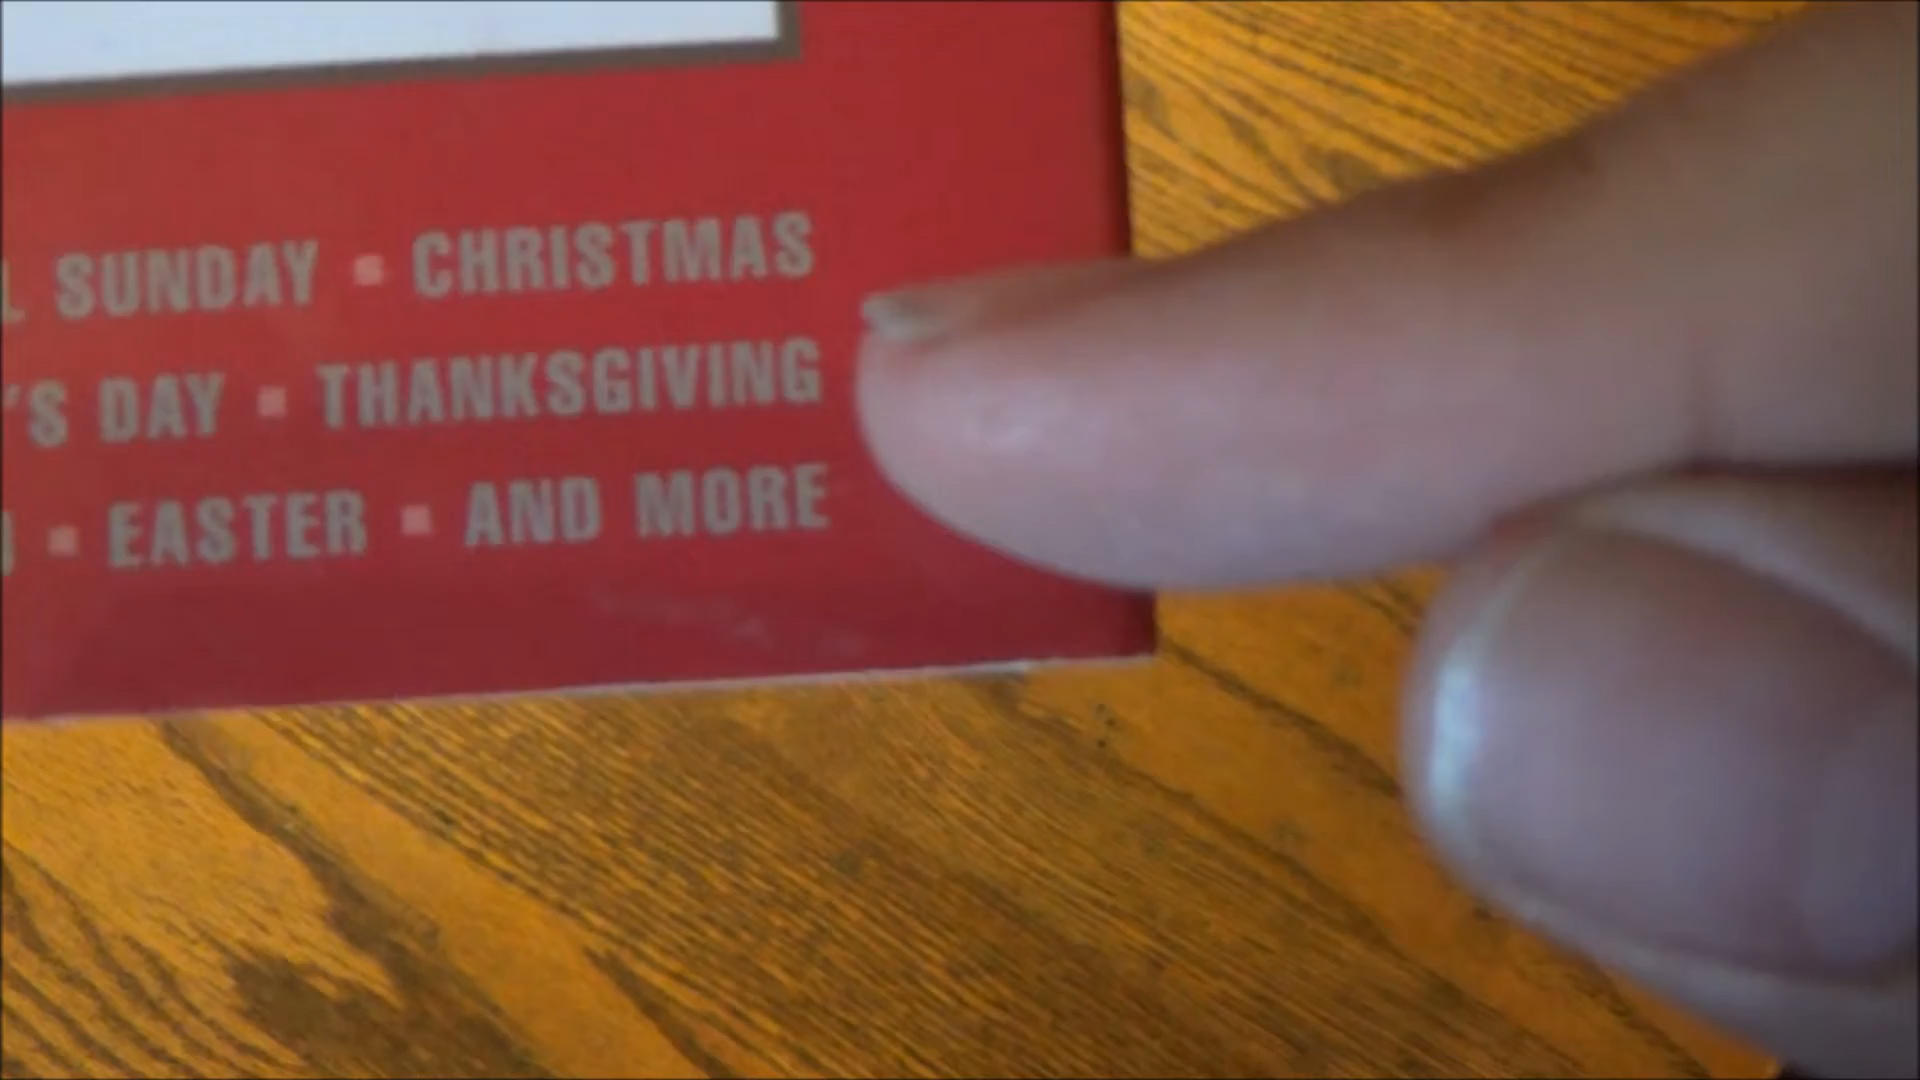 SUNDAY ▪ CHRISTMAS
'S DAY ▪ THANKSGIVING
▪ EASTER ▪ AND MORE